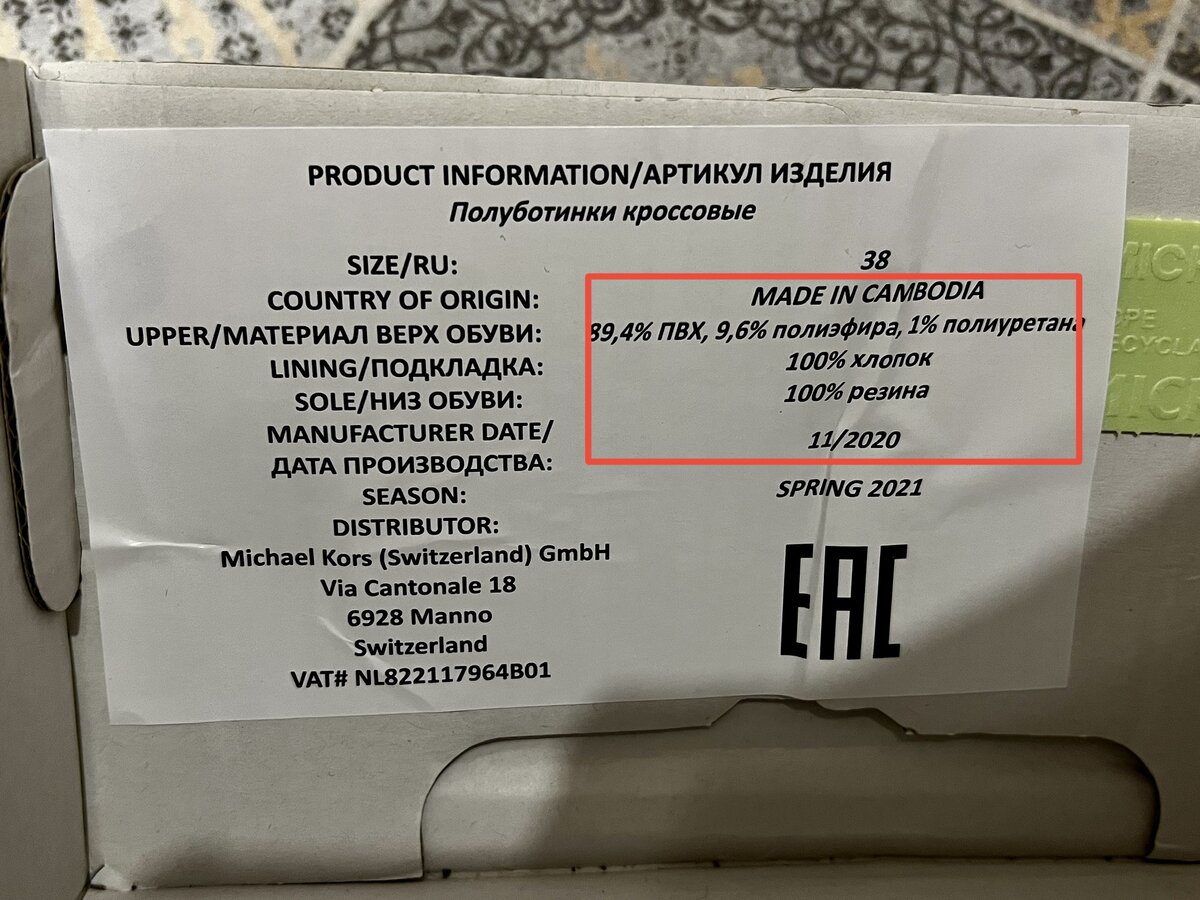 PRODUCT INFORMATION/АРТИКУЛ ИЗДЕЛИЯ
Полуботинки кроссовые
SIZE/RU: 38
COUNTRY OF ORIGIN: MADE IN CAMBODIA
UPPER/МАТЕРИАЛ ВЕРХ ОБУВИ: 89,4% ПВХ, 9,6% полиэфира, 1% полиуретана
LINING/ПОДКЛАДКА: 100% хлопок
SOLE/НИЗ ОБУВИ: 100% резина
MANUFACTURER DATE/ 11/2020
ДАТА ПРОИЗВОДСТВА:
SEASON: SPRING 2021
DISTRIBUTOR:
Michael Kors (Switzerland) GmbH
Via Cantonale 18
6928 Manno
Switzerland
VAT# NL822117964B01
EAC